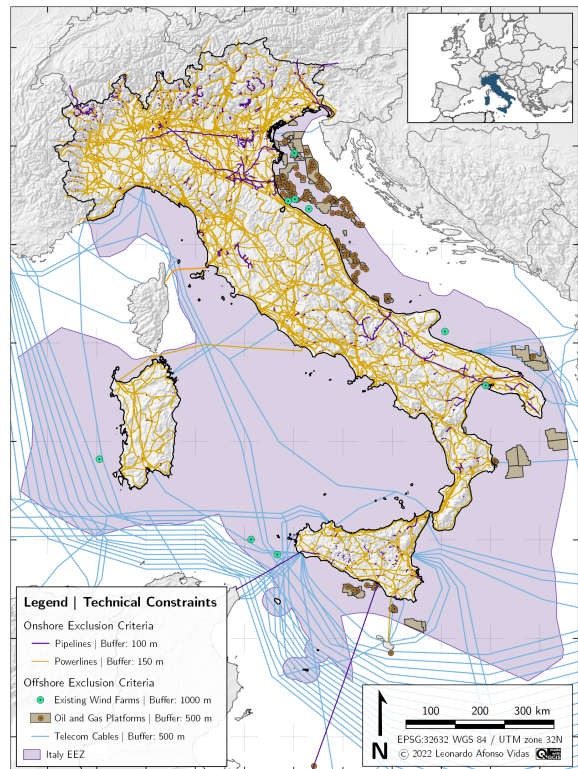 Legend | Technical Constraints
Onshore Exclusion Criteria
Pipelines | Buffer: 100 m
Powerlines | Buffer: 150 m
Offshore Exclusion Criteria
Existing Wind Farms | Buffer: 1000 m
Oil and Gas Platforms | Buffer: 500 m
Telecom Cables | Buffer: 500 m
Italy EEZ
100 200 300 km
N
EPSG:32632 WGS 84 / UTM zone 32N
© 2022 Leonardo Afonso Vidas